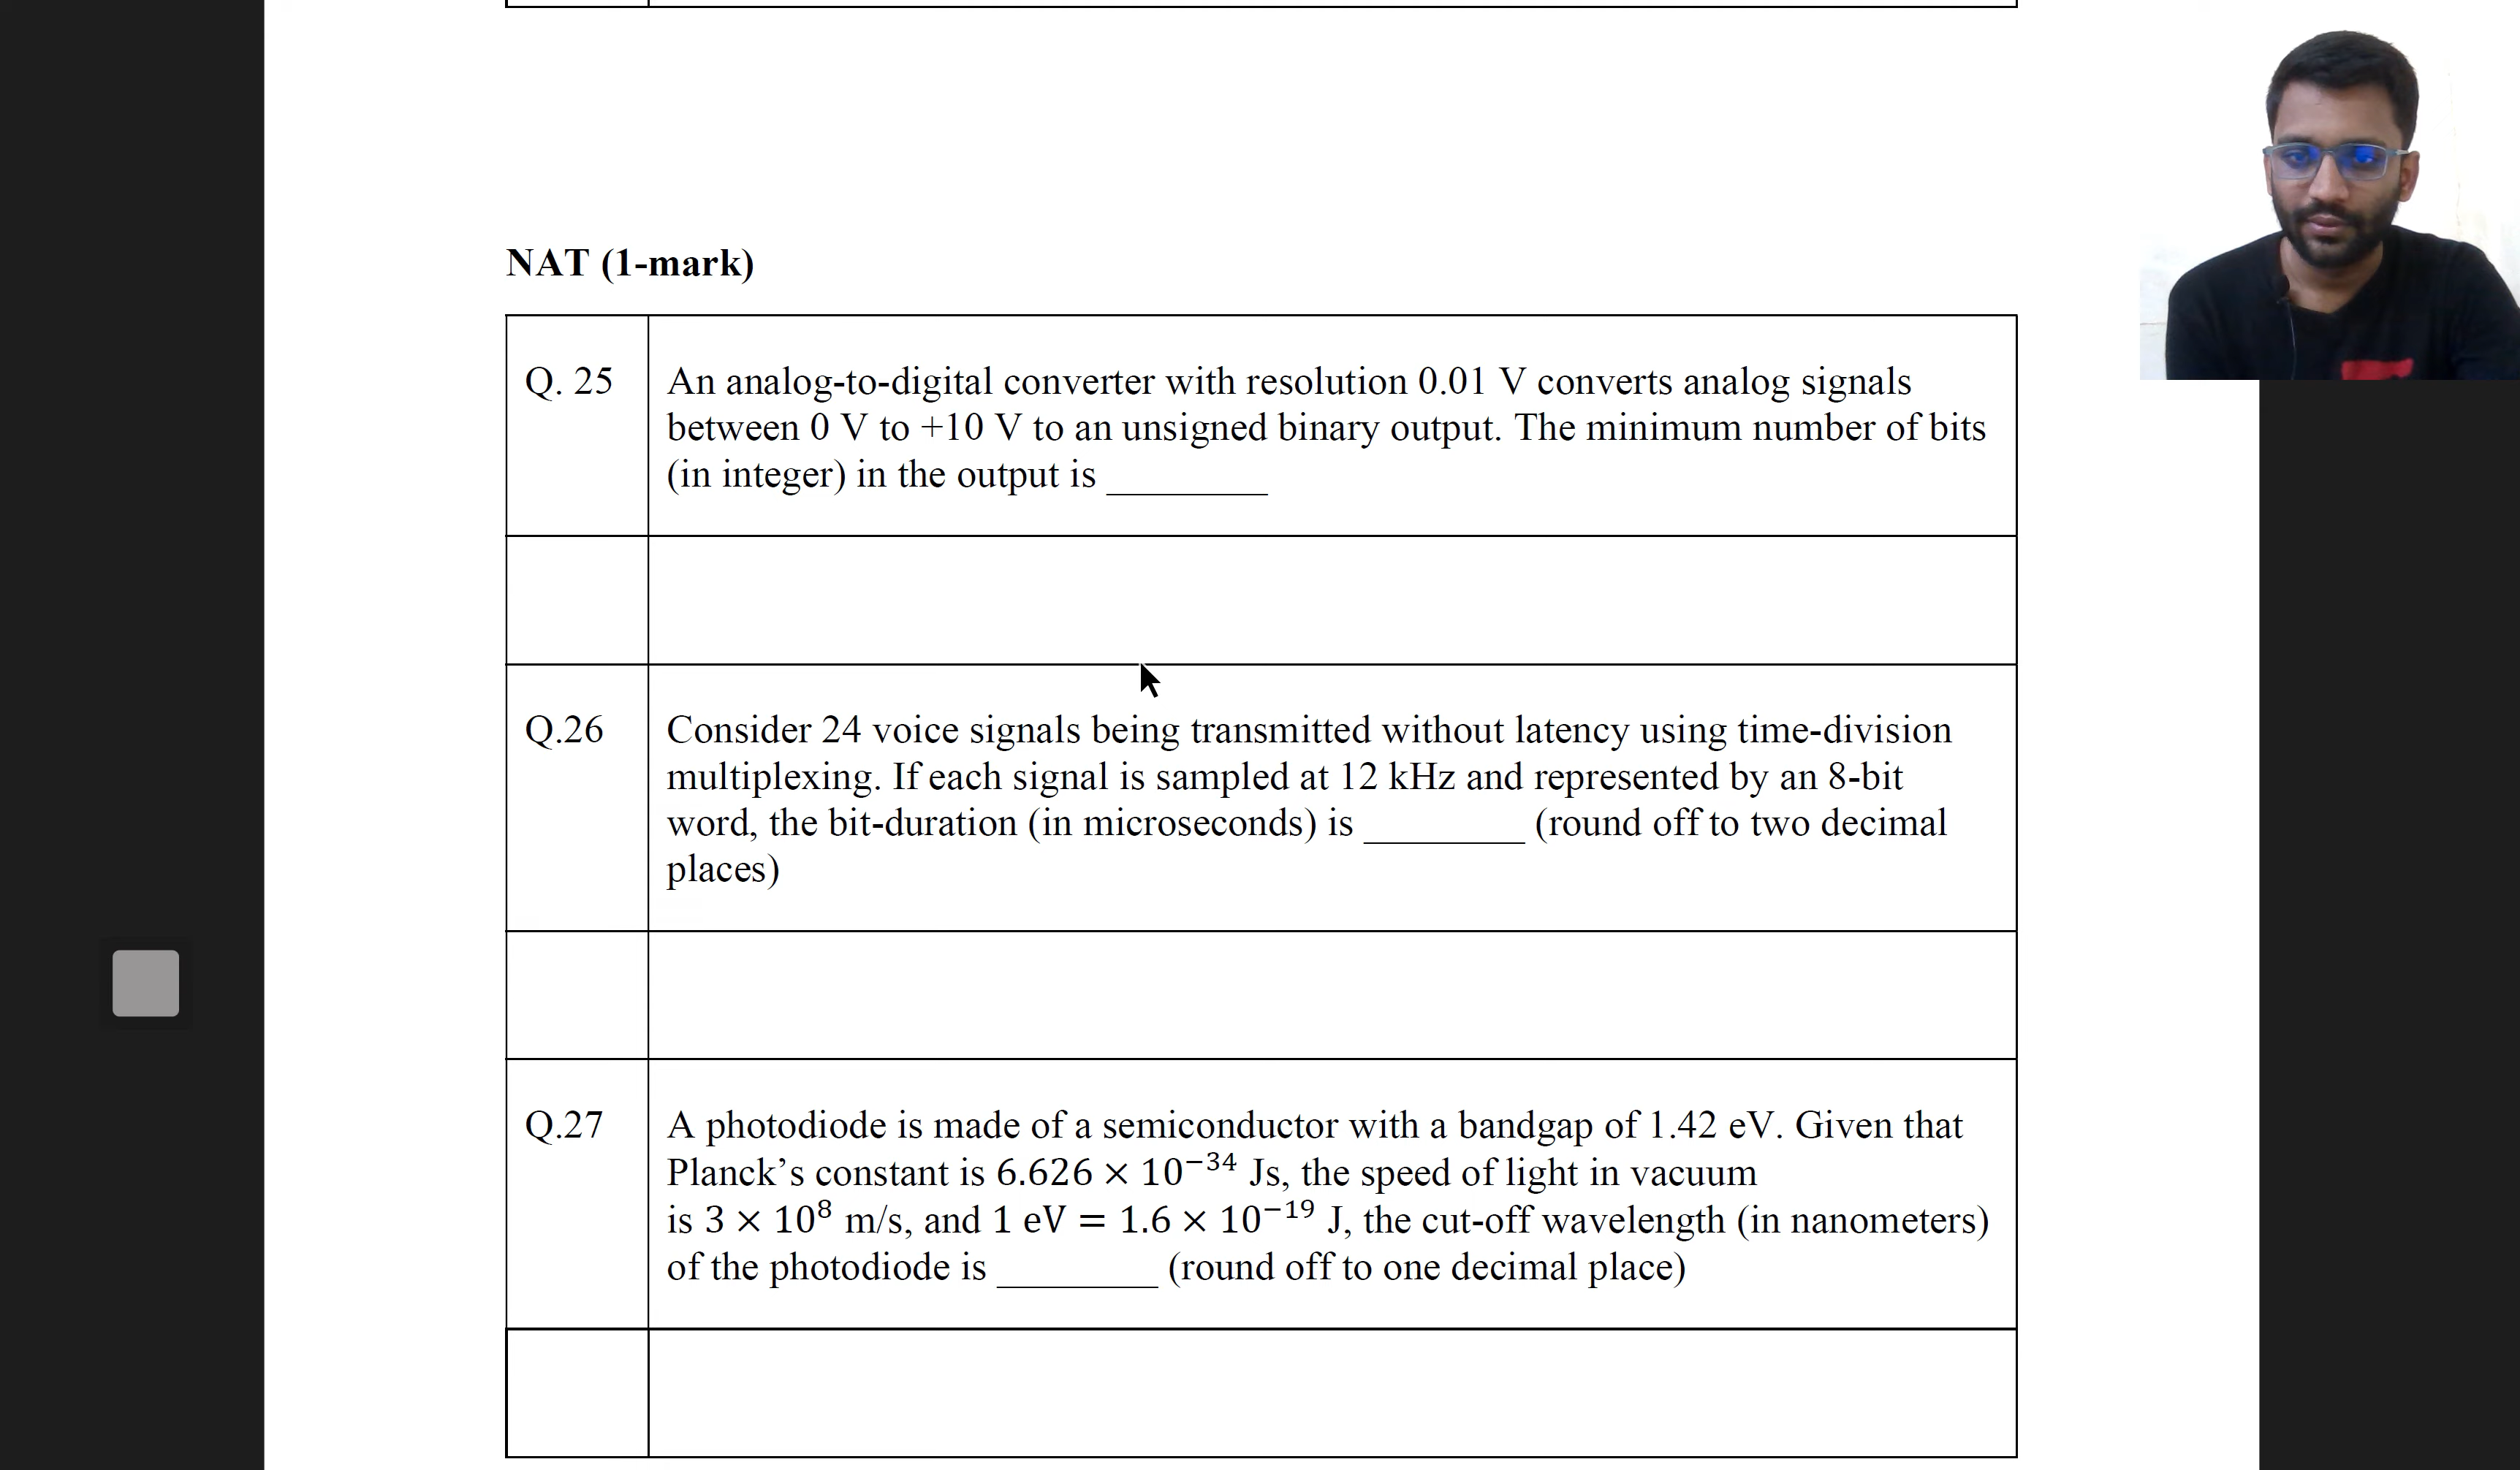 NAT (1-mark)
Q. 25
An analog-to-digital converter with resolution 0.01 V converts analog signals
between 0 V to +10 V to an unsigned binary output. The minimum number of bits
(in integer) in the output is ________
Q.26
Consider 24 voice signals being transmitted without latency using time-division
multiplexing. If each signal is sampled at 12 kHz and represented by an 8-bit
word, the bit-duration (in microseconds) is ________ (round off to two decimal
places)
Q.27
A photodiode is made of a semiconductor with a bandgap of 1.42 eV. Given that
Planck’s constant is 6.626 × 10⁻³⁴ Js, the speed of light in vacuum
is 3 × 10⁸ m/s, and 1 eV = 1.6 × 10⁻¹⁹ J, the cut-off wavelength (in nanometers)
of the photodiode is ________ (round off to one decimal place)